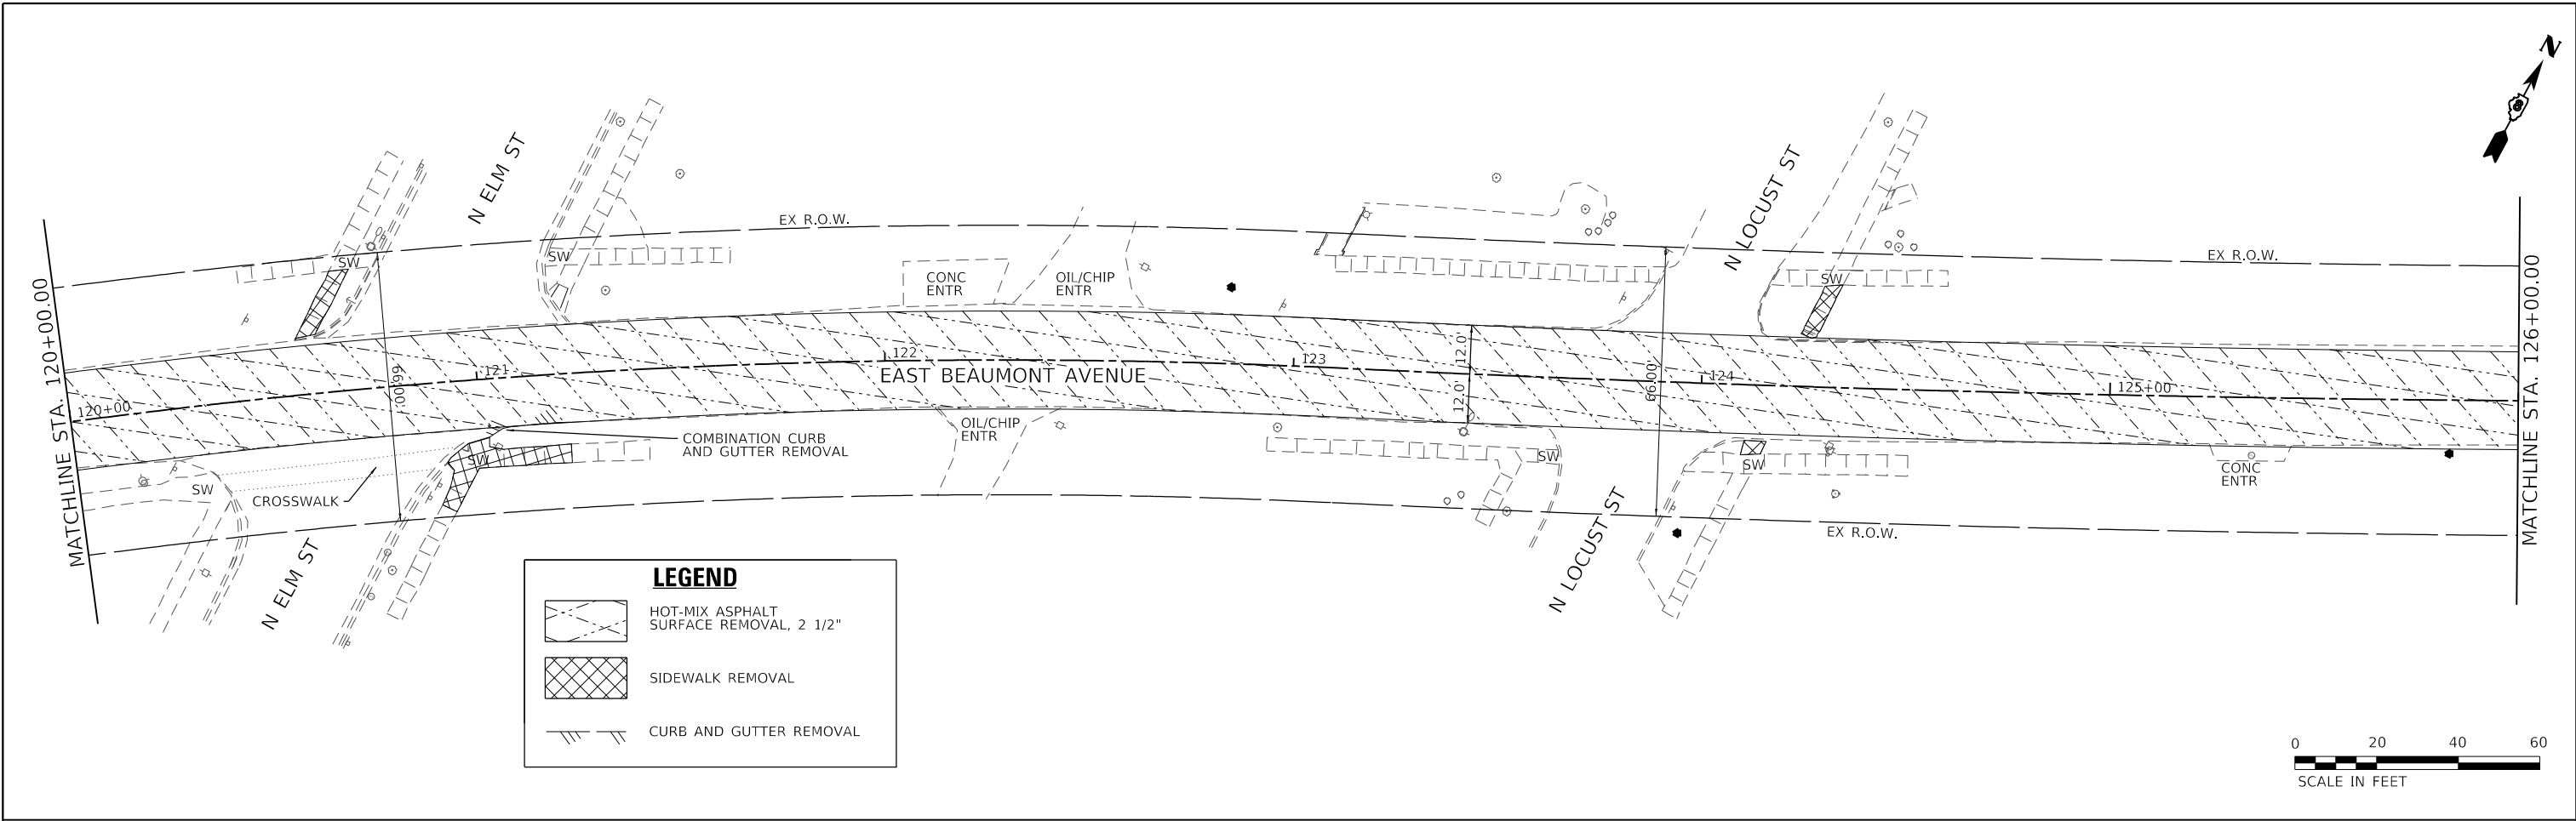 N
N ELM ST
N LOCUST ST
EX R.O.W.
EX R.O.W.
SW
SW
SW
CONC
ENTR
OIL/CHIP
ENTR
MATCHLINE STA. 120+00.00
MATCHLINE STA. 126+00.00
120+00
121
122
123
124
125+00
EAST BEAUMONT AVENUE
66.00'
12.0'
12.0'
66.00'
COMBINATION CURB
AND GUTTER REMOVAL
OIL/CHIP
ENTR
SW
SW
SW
SW
CROSSWALK
CONC
ENTR
EX R.O.W.
N ELM ST
N LOCUST ST
LEGEND
HOT-MIX ASPHALT
SURFACE REMOVAL, 2 1/2"
SIDEWALK REMOVAL
CURB AND GUTTER REMOVAL
0 20 40 60
SCALE IN FEET